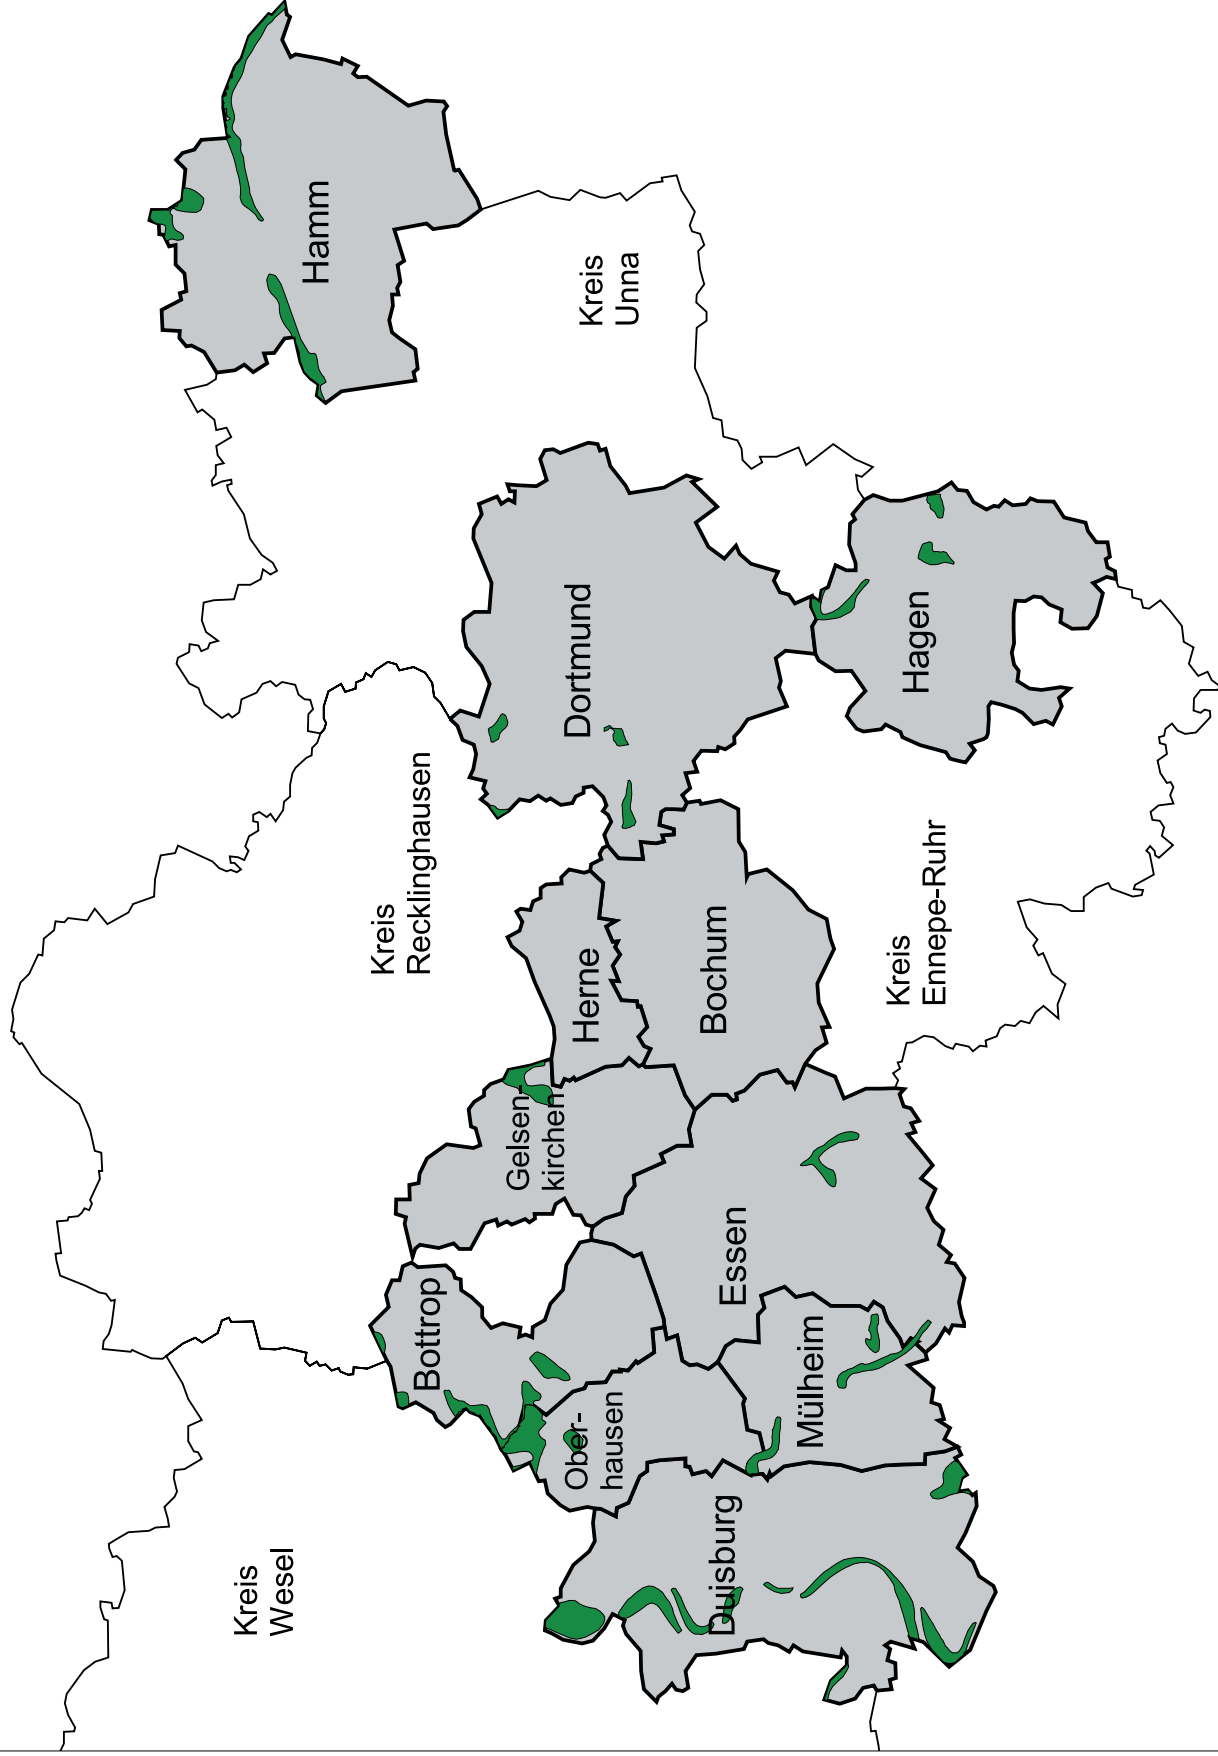 Kreis
Wesel
Kreis
Recklinghausen
Bottrop
Gelsen-
kirchen
Ober-
hausen
Herne
Dortmund
Hamm
Kreis
Unna
Duisburg
Mülheim
Essen
Bochum
Kreis
Ennepe-Ruhr
Hagen